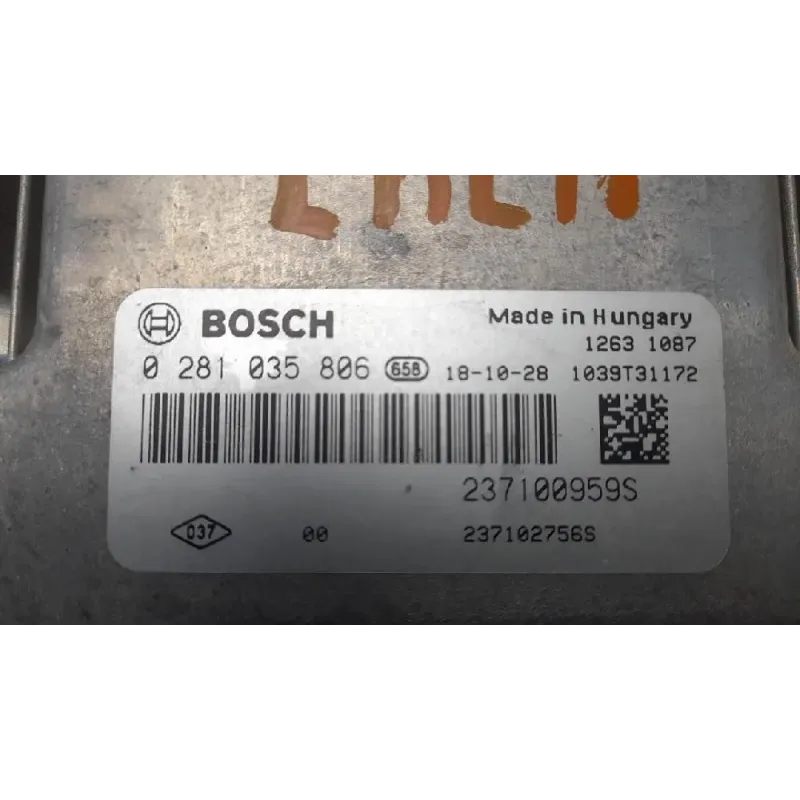 BOSCH
Made in Hungary
1263 1087
0 281 035 806 658 18-10-28 1039T31172
237100959S
037 00 237102756S